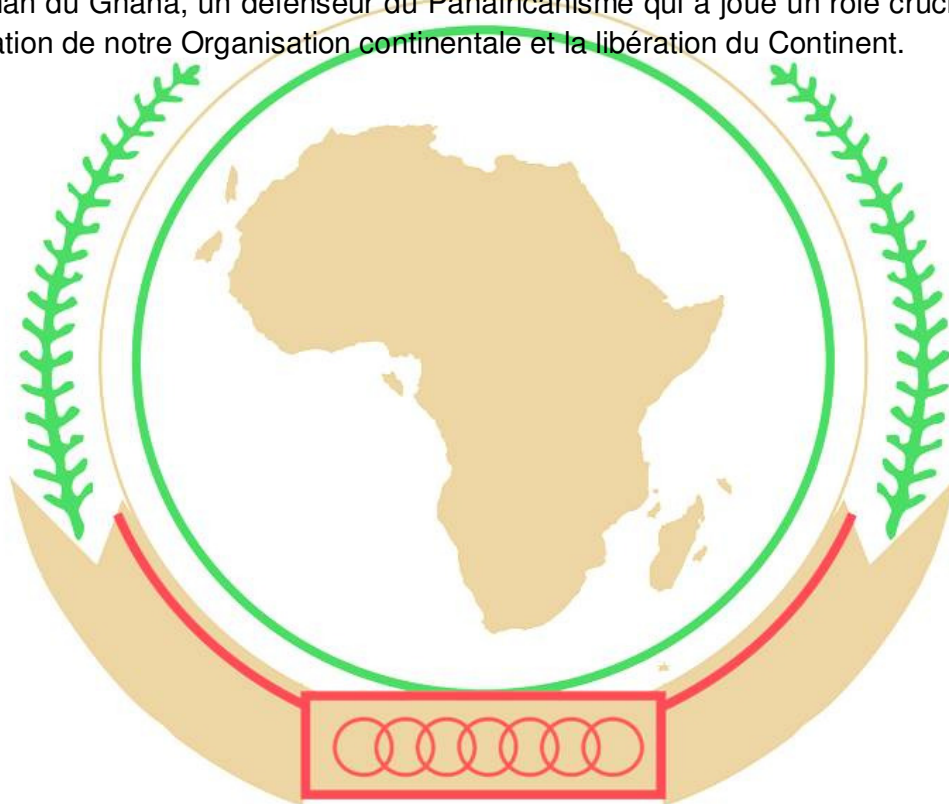 du Ghana, un défenseur du Panafricanisme qui a joué un rôle
de notre Organisation continentale et la libération du Continent.